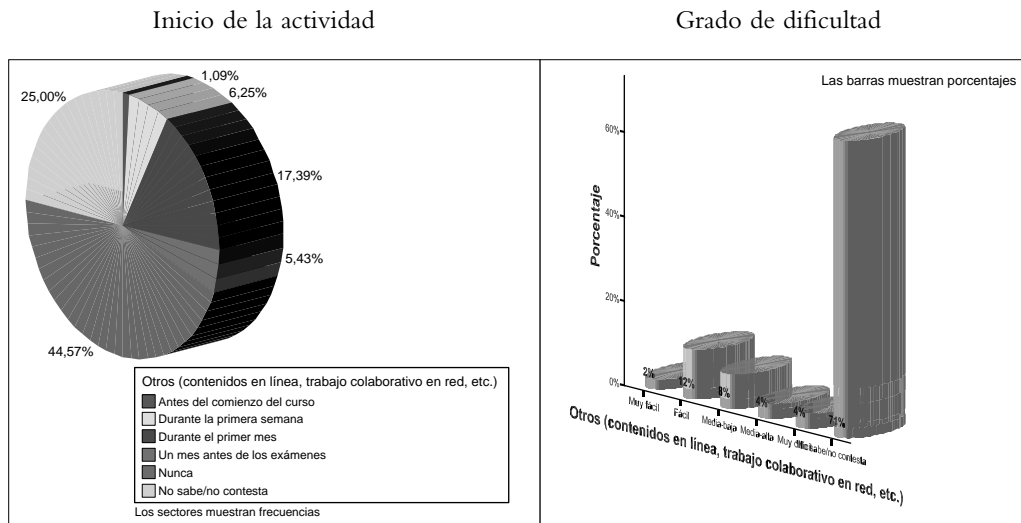 Inicio de la actividad
Grado de dificultad
1,09%
6,25%
25,00%
17,39%
5,43%
44,57%
Otros (contenidos en línea, trabajo colaborativo en red, etc.)
Antes del comienzo del curso
Durante la primera semana
Durante el primer mes
Un mes antes de los exámenes
Nunca
No sabe/no contesta
Los sectores muestran frecuencias
Las barras muestran porcentajes
Porcentaje
60%
40%
20%
0%
2%
12%
8%
4%
4%
71%
Muy fácil
Fácil
Media-baja
Media-alta
Muy
sabe/no contesta
Otros (contenidos en línea, trabajo colaborativo en red, etc.)